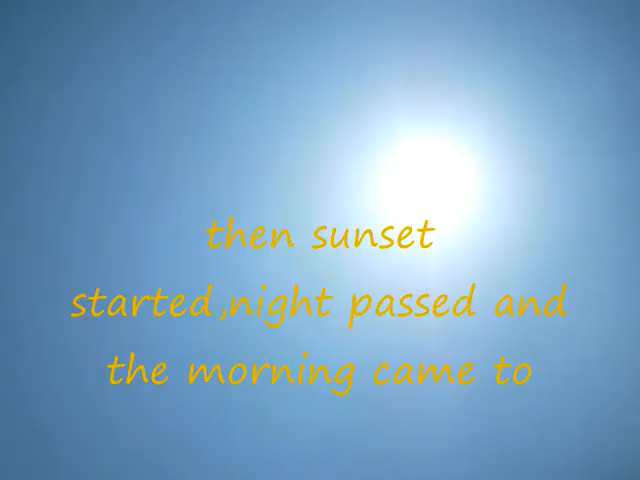 then sunset
started,night passed and
the morning came to